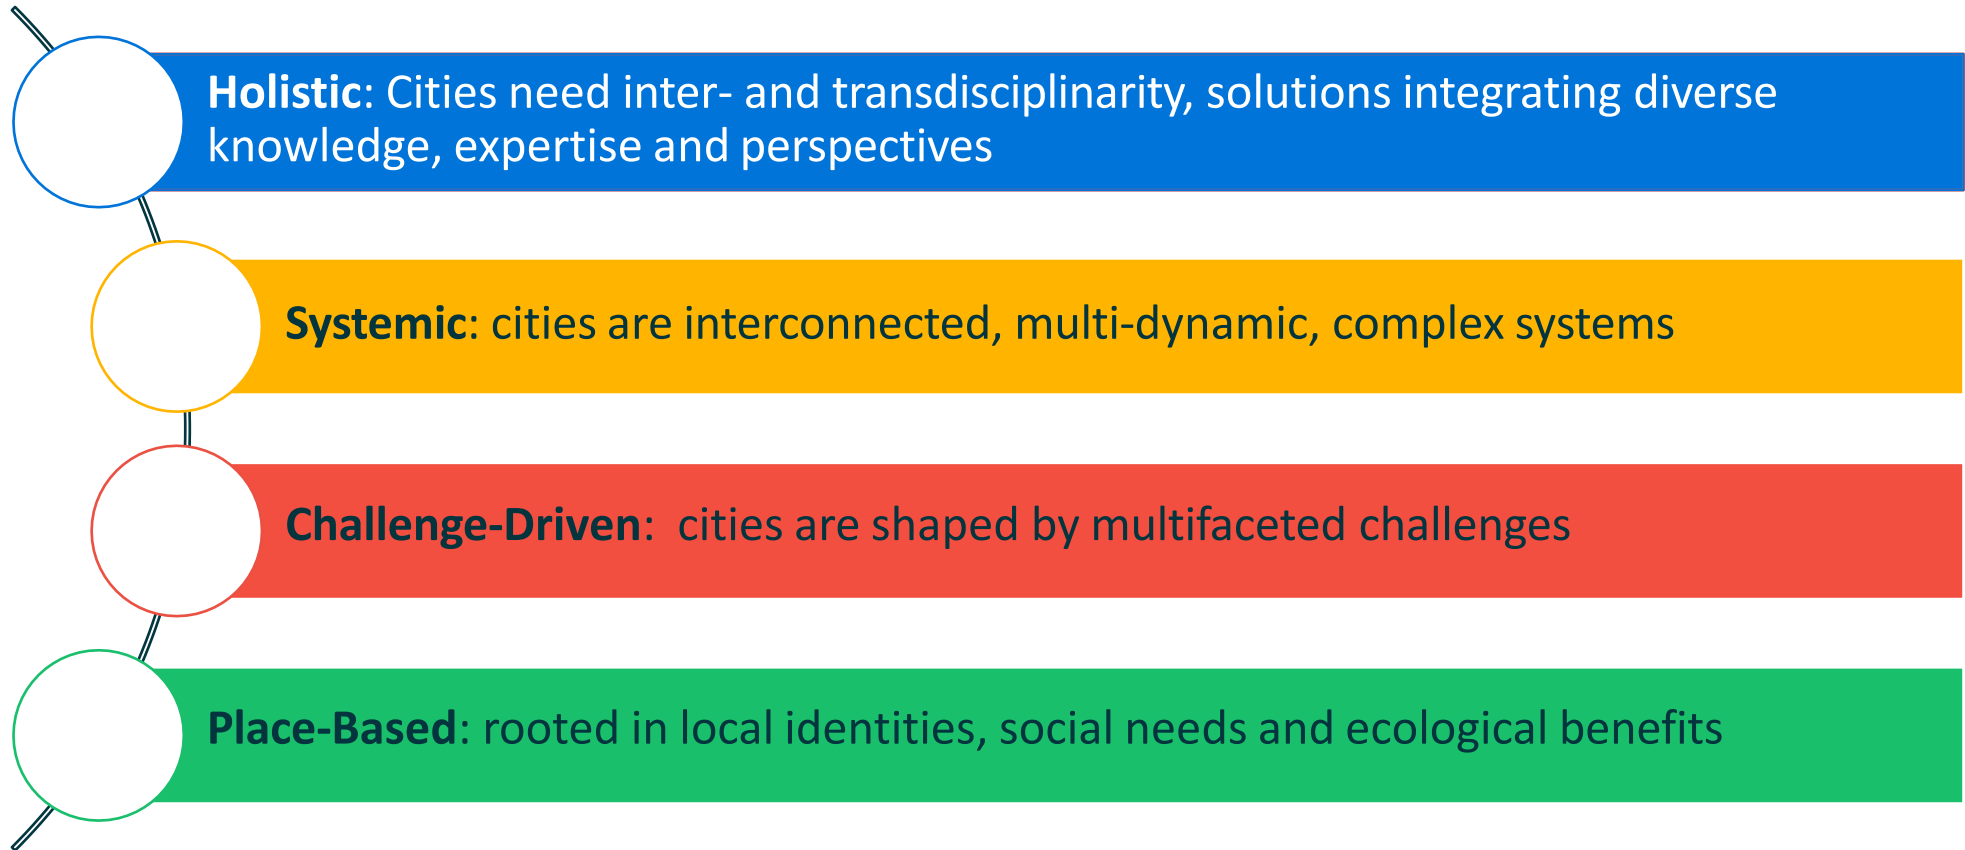 Holistic: Cities need inter- and transdisciplinarity, solutions integrating diverse
knowledge, expertise and perspectives
Systemic: cities are interconnected, multi-dynamic, complex systems
Challenge-Driven:  cities are shaped by multifaceted challenges
Place-Based: rooted in local identities, social needs and ecological benefits